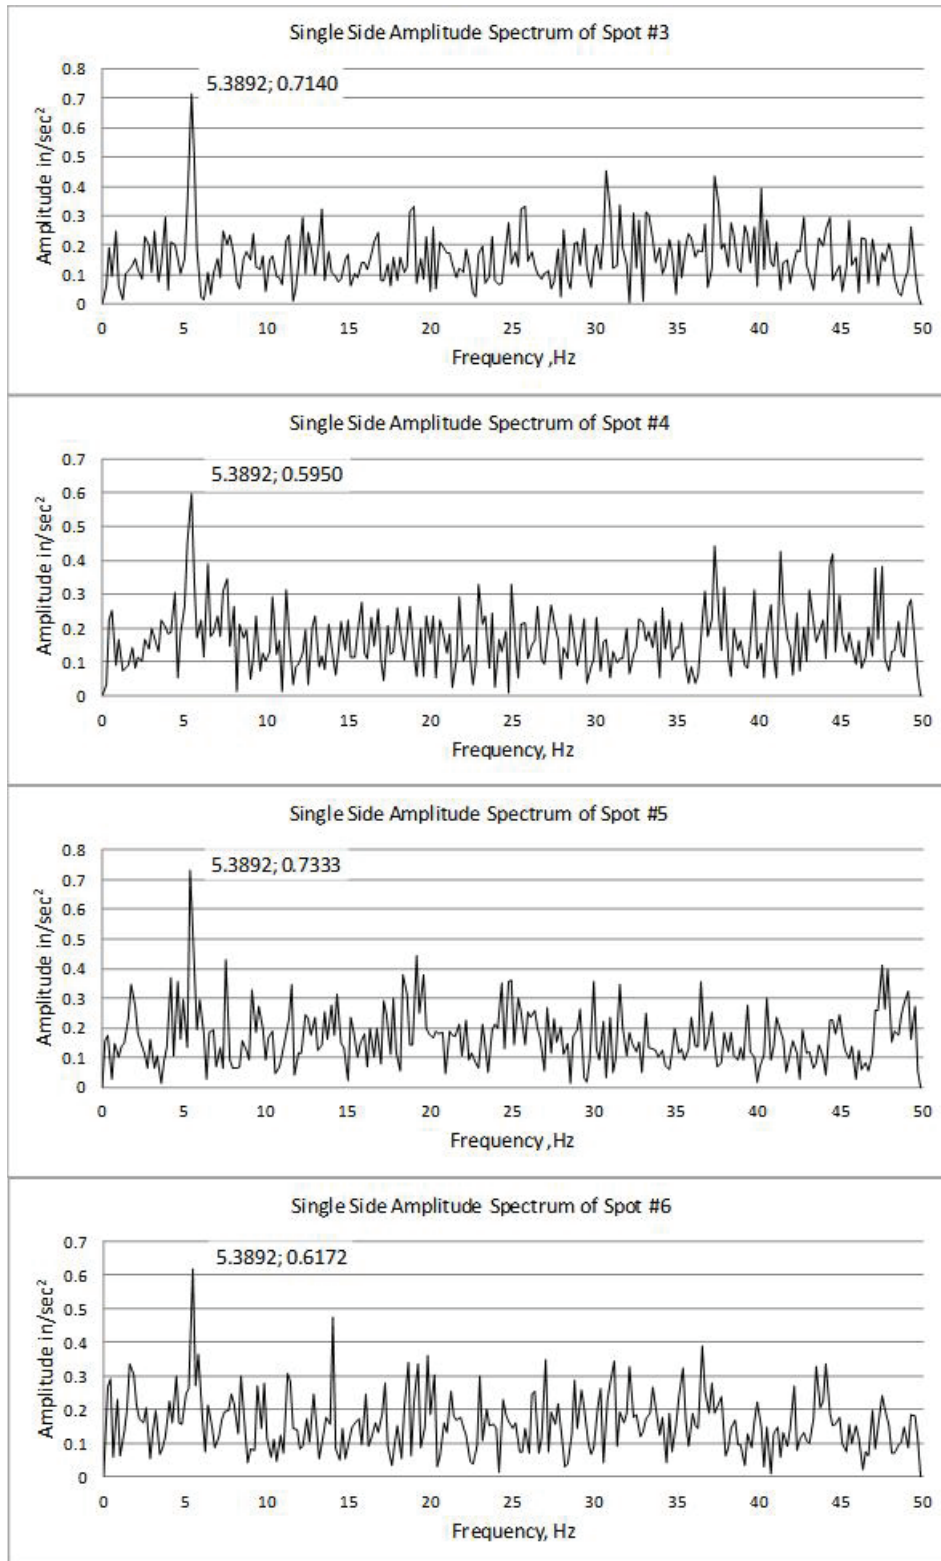 Single Side Amplitude Spectrum of Spot #3
5.3892; 0.7140
Amplitude in/sec²
0.8
0.7
0.6
0.5
0.4
0.3
0.2
0.1
0
0 5 10 15 20 25 30 35 40 45 50
Frequency ,Hz
Single Side Amplitude Spectrum of Spot #4
5.3892; 0.5950
Amplitude in/sec²
0.7
0.6
0.5
0.4
0.3
0.2
0.1
0
0 5 10 15 20 25 30 35 40 45 50
Frequency, Hz
Single Side Amplitude Spectrum of Spot #5
5.3892; 0.7333
Amplitude in/sec²
0.8
0.7
0.6
0.5
0.4
0.3
0.2
0.1
0
0 5 10 15 20 25 30 35 40 45 50
Frequency ,Hz
Single Side Amplitude Spectrum of Spot #6
5.3892; 0.6172
Amplitude in/sec²
0.7
0.6
0.5
0.4
0.3
0.2
0.1
0
0 5 10 15 20 25 30 35 40 45 50
Frequency, Hz